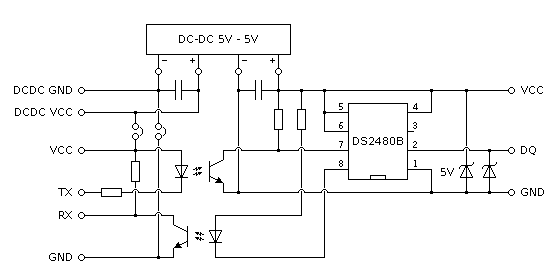 DC-DC 5V - 5V
− + − +
DCDC GND
VCC
DCDC VCC
5 4
6 3
DS2480B
VCC
7 2
DQ
8 1
5V
TX
GND
RX
GND